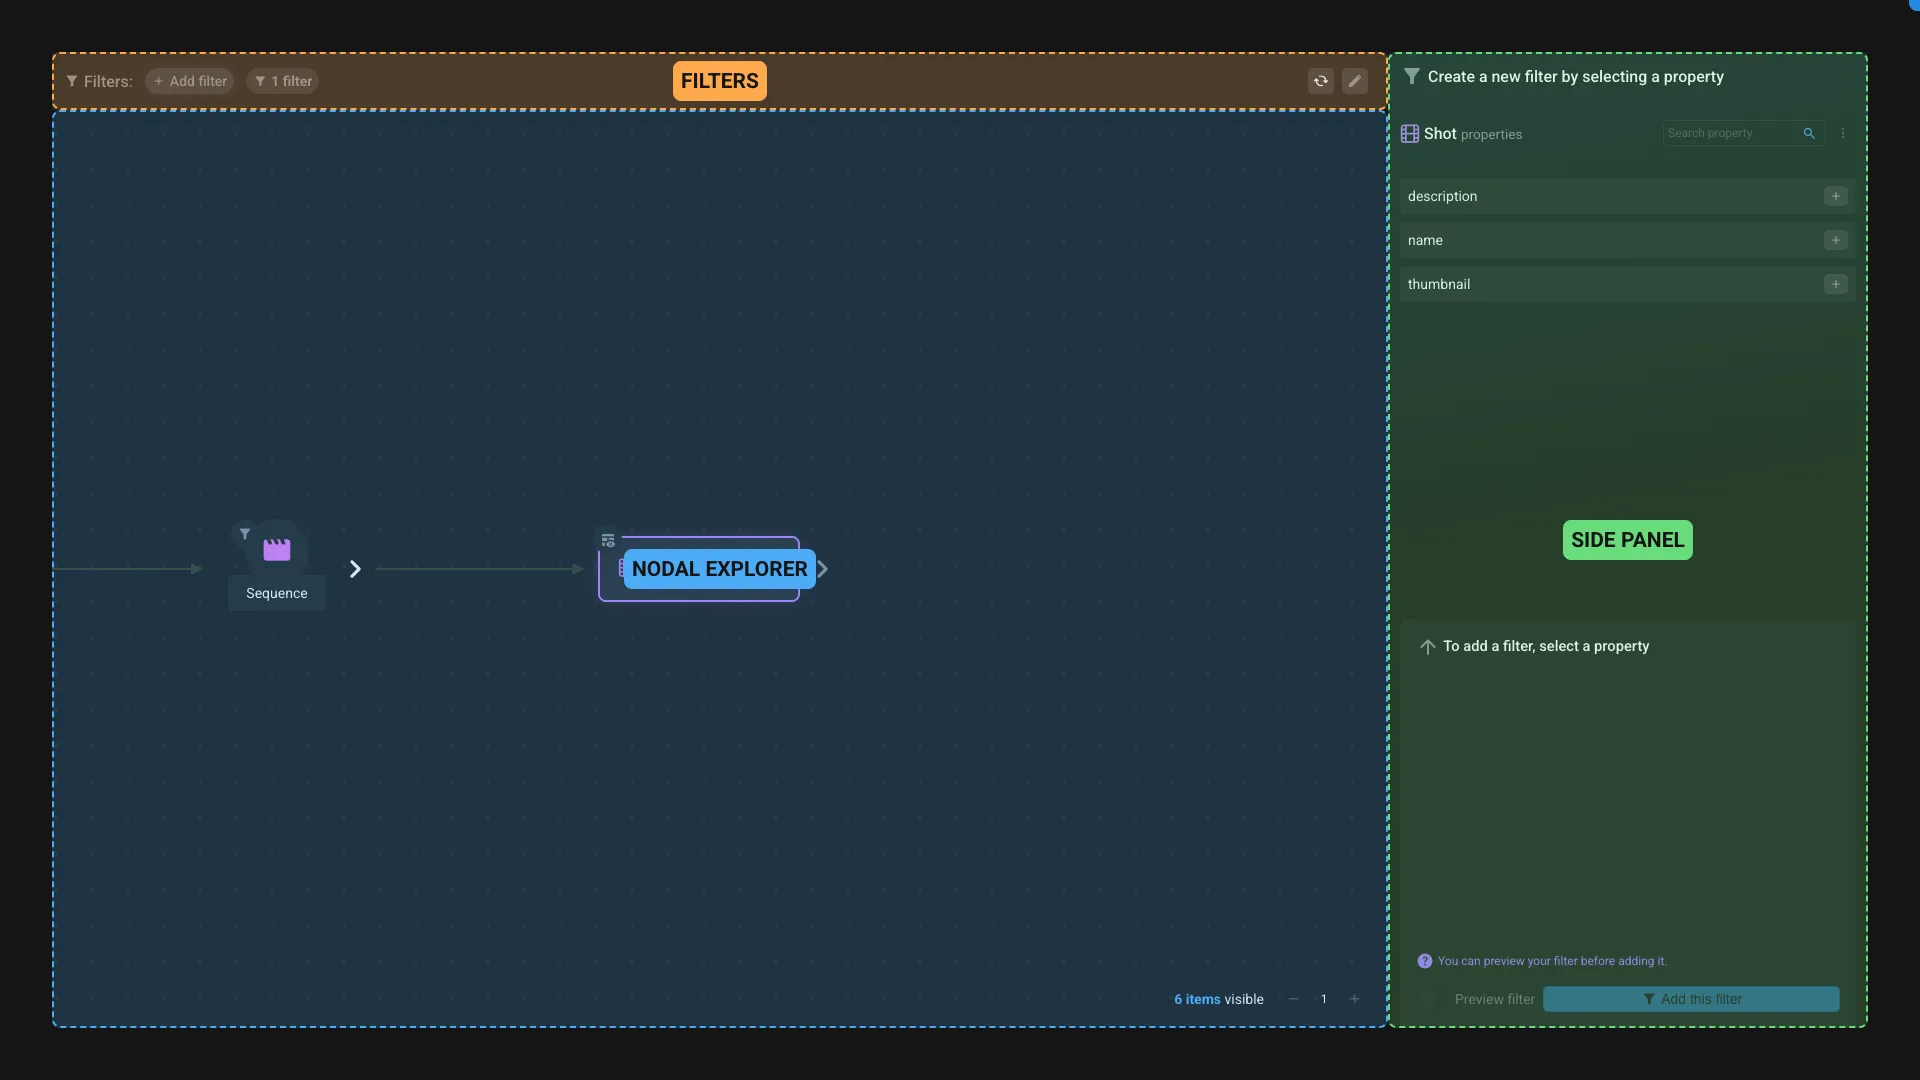 Filters:
+ Add filter
1 filter
FILTERS
Create a new filter by selecting a property
Shot properties
Search property
description
name
thumbnail
Sequence
NODAL EXPLORER
SIDE PANEL
To add a filter, select a property
You can preview your filter before adding it.
6 items visible
− 1 +
Preview filter
Add this filter